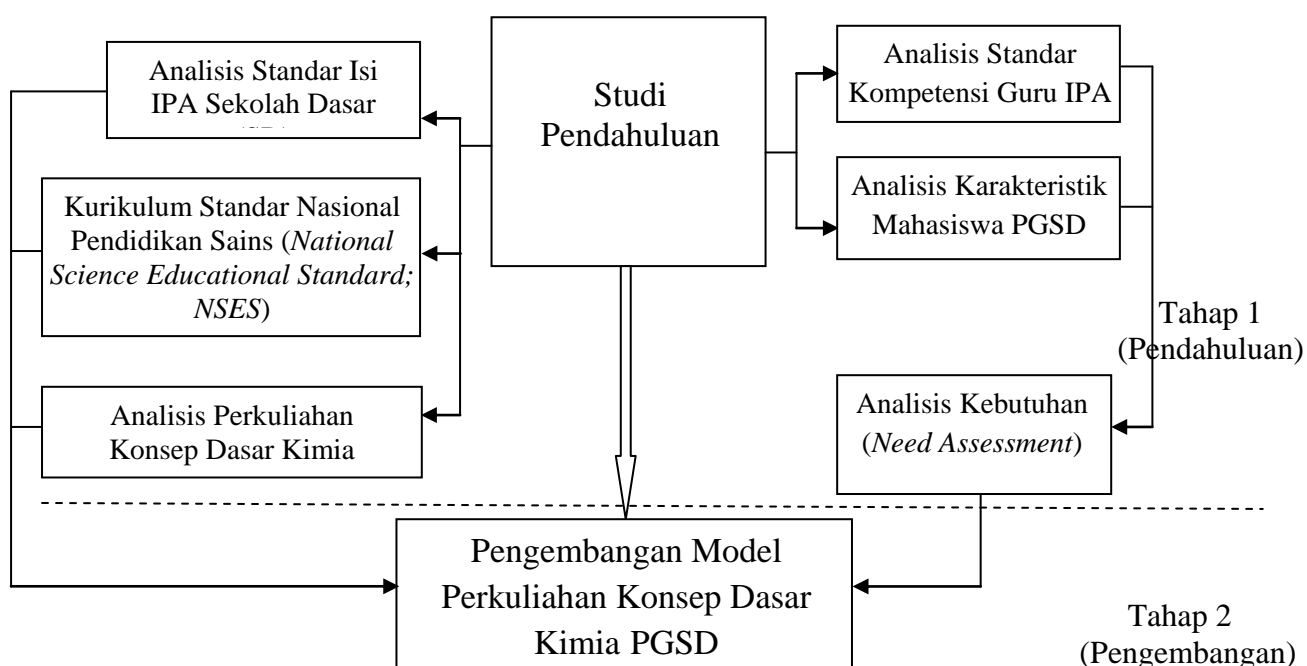 Analisis Standar Isi
IPA Sekolah Dasar
Kurikulum Standar Nasional
Pendidikan Sains (National
Science Educational Standard;
NSES)
Analisis Perkuliahan
Konsep Dasar Kimia
Studi
Pendahuluan
Analisis Standar
Kompetensi Guru IPA
Analisis Karakteristik
Mahasiswa PGSD
Tahap 1
(Pendahuluan)
Analisis Kebutuhan
(Need Assessment)
Pengembangan Model
Perkuliahan Konsep Dasar
Kimia PGSD
Tahap 2
(Pengembangan)